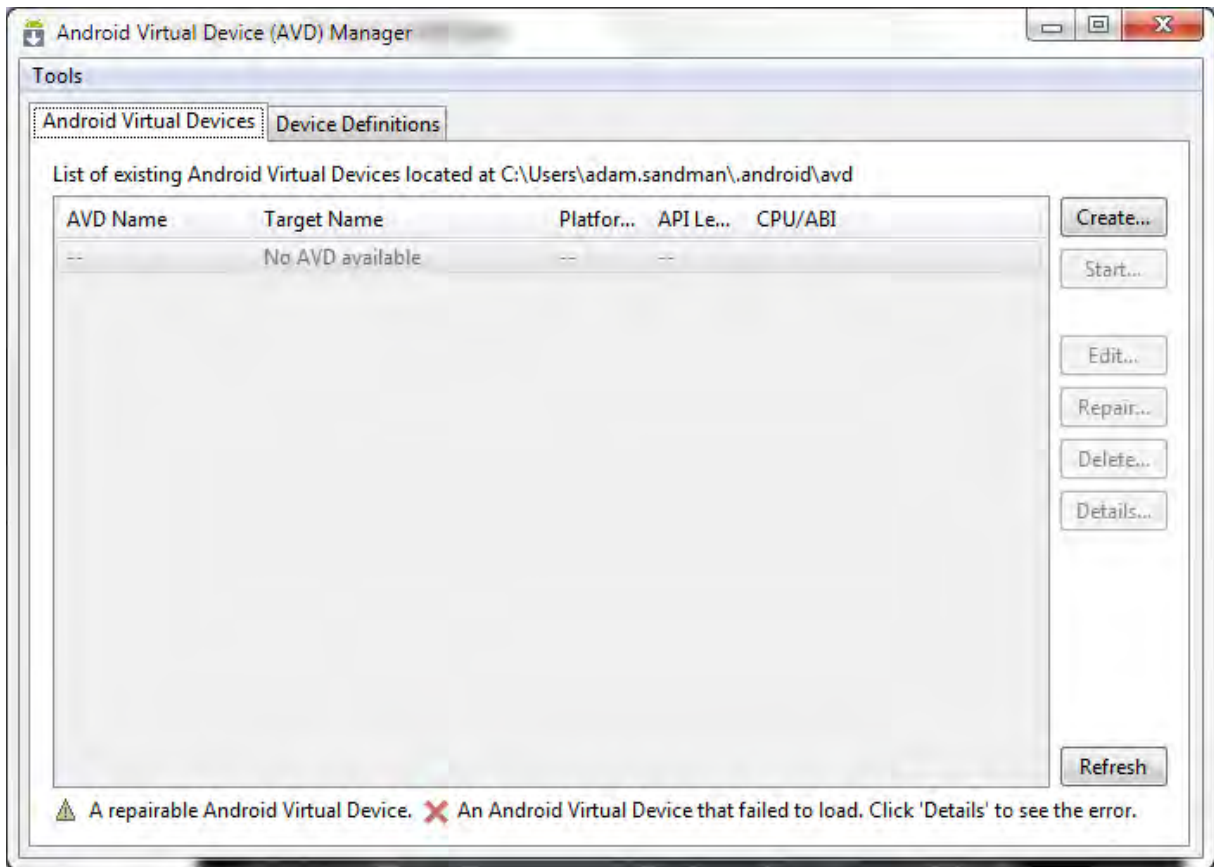 Android Virtual Device (AVD) Manager
Tools
Android Virtual Devices
Device Definitions
List of existing Android Virtual Devices located at C:\Users\adam.sandman\.android\avd
AVD Name Target Name Platfor... API Le... CPU/ABI
-- No AVD available -- --
Create...
Start...
Edit...
Repair...
Delete...
Details...
Refresh
A repairable Android Virtual Device. An Android Virtual Device that failed to load. Click 'Details' to see the error.